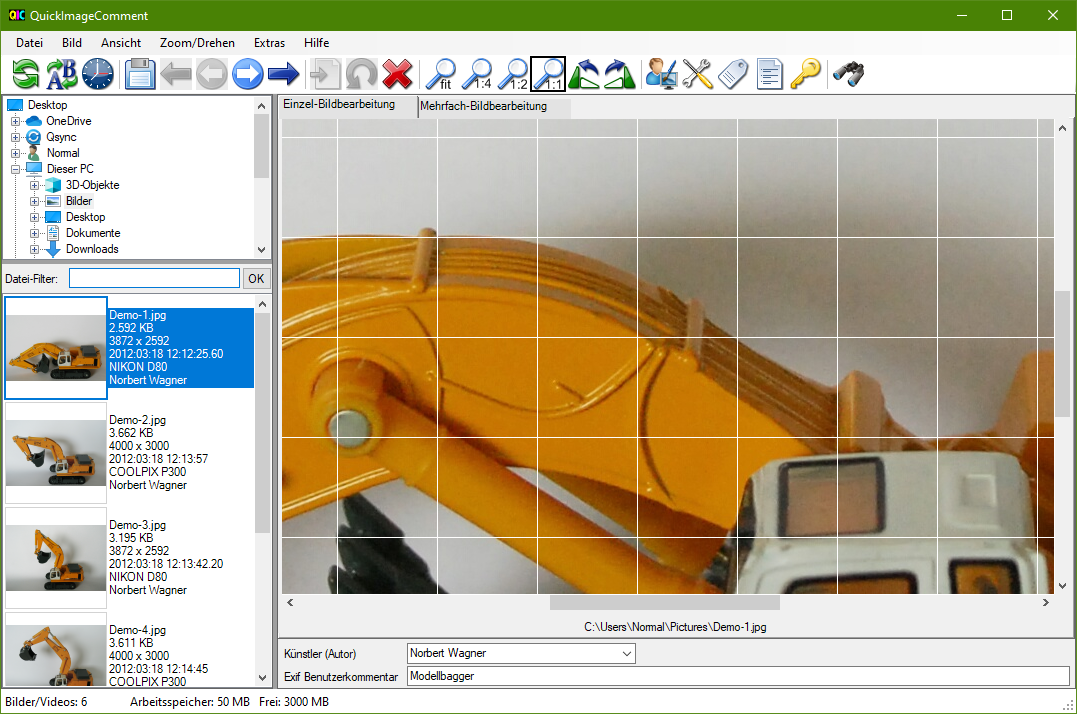 QIC QuickImageComment
Datei Bild Ansicht Zoom/Drehen Extras Hilfe
AB fit 1:4 1:2 1:1
Desktop
OneDrive
Qsync
Normal
Dieser PC
3D-Objekte
Bilder
Desktop
Dokumente
Downloads
Datei-Filter: OK
Demo-1.jpg
2.592 KB
3872 x 2592
2012:03:18 12:12:25.60
NIKON D80
Norbert Wagner
Demo-2.jpg
3.662 KB
4000 x 3000
2012:03:18 12:13:57
COOLPIX P300
Norbert Wagner
Demo-3.jpg
3.195 KB
3872 x 2592
2012:03:18 12:13:42.20
NIKON D80
Norbert Wagner
Demo-4.jpg
3.611 KB
4000 x 3000
2012:03:18 12:14:45
COOLPIX P300
Einzel-Bildbearbeitung Mehrfach-Bildbearbeitung
C:\Users\Normal\Pictures\Demo-1.jpg
Künstler (Autor) Norbert Wagner
Exif Benutzerkommentar Modellbagger
Bilder/Videos: 6 Arbeitsspeicher: 50 MB Frei: 3000 MB